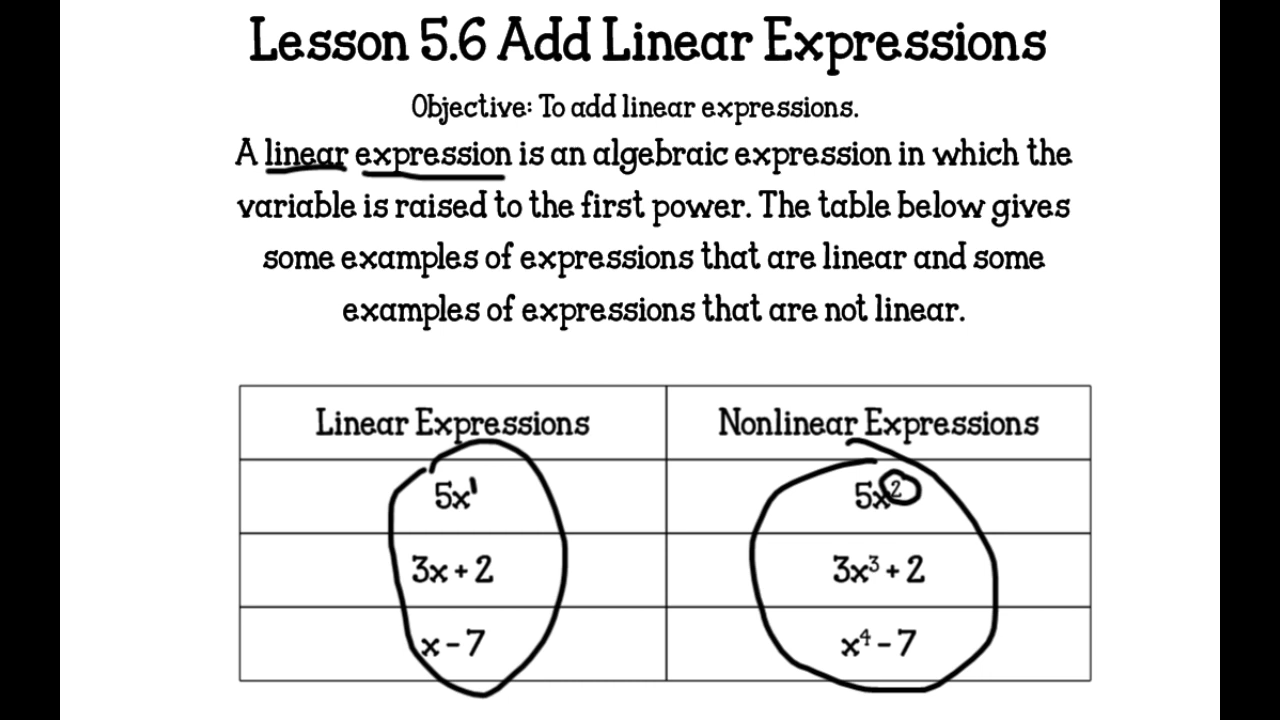 Lesson 5.6 Add Linear Expressions
Objective: To add linear expressions.
A linear expression is an algebraic expression in which the
variable is raised to the first power. The table below gives
some examples of expressions that are linear and some
examples of expressions that are not linear.
Linear Expressions Nonlinear Expressions
5x¹ 5x²
3x + 2 3x³ + 2
x - 7 x⁴ - 7